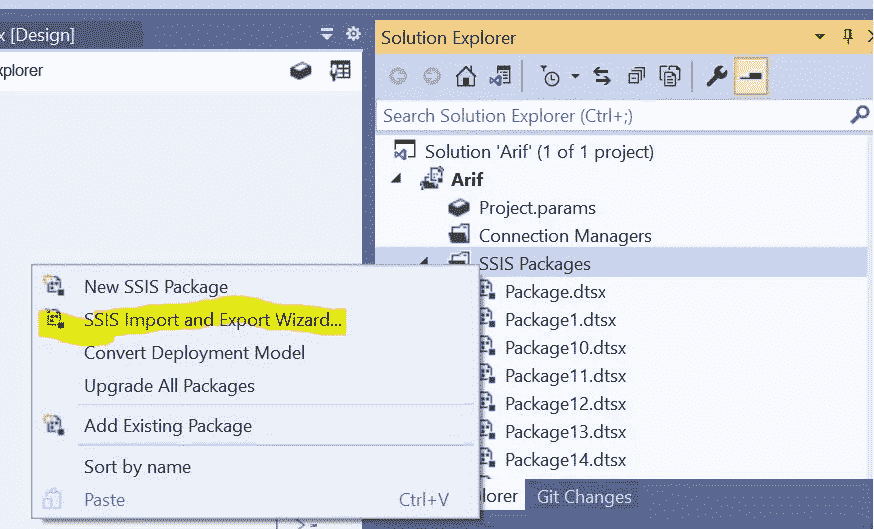 x [Design]
xplorer
Solution Explorer
Search Solution Explorer (Ctrl+;)
Solution 'Arif' (1 of 1 project)
Arif
Project.params
Connection Managers
SSIS Packages
Package.dtsx
Package1.dtsx
Package10.dtsx
Package11.dtsx
Package12.dtsx
Package13.dtsx
Package14.dtsx
New SSIS Package
SSIS Import and Export Wizard...
Convert Deployment Model
Upgrade All Packages
Add Existing Package
Sort by name
Paste Ctrl+V
plorer Git Changes